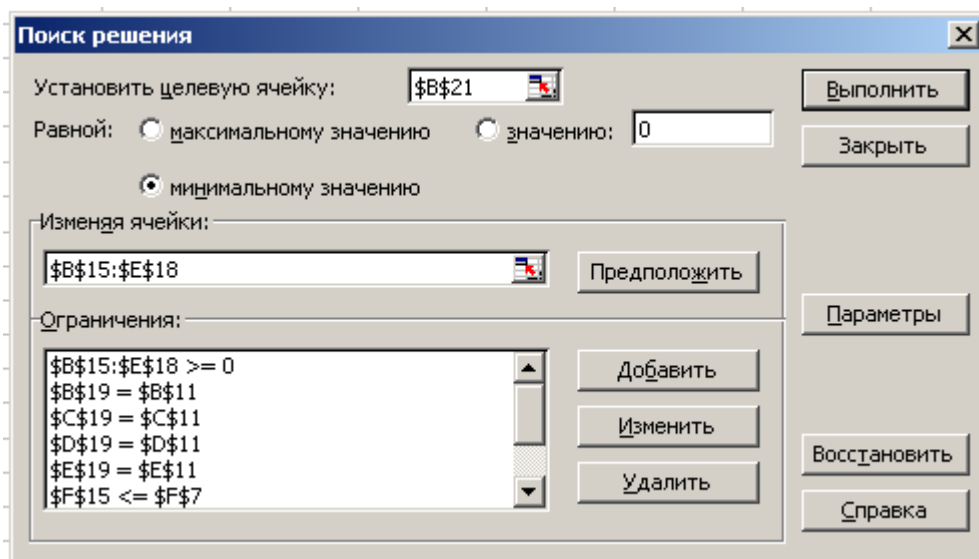 Поиск решения
Установить целевую ячейку: $B$21
Выполнить
Равной: максимальному значению значению: 0
Закрыть
минимальному значению
Изменяя ячейки:
$B$15:$E$18
Предположить
Ограничения:
Параметры
$B$15:$E$18 >= 0
$B$19 = $B$11
$C$19 = $C$11
$D$19 = $D$11
$E$19 = $E$11
$F$15 <= $F$7
Добавить
Изменить
Удалить
Восстановить
Справка